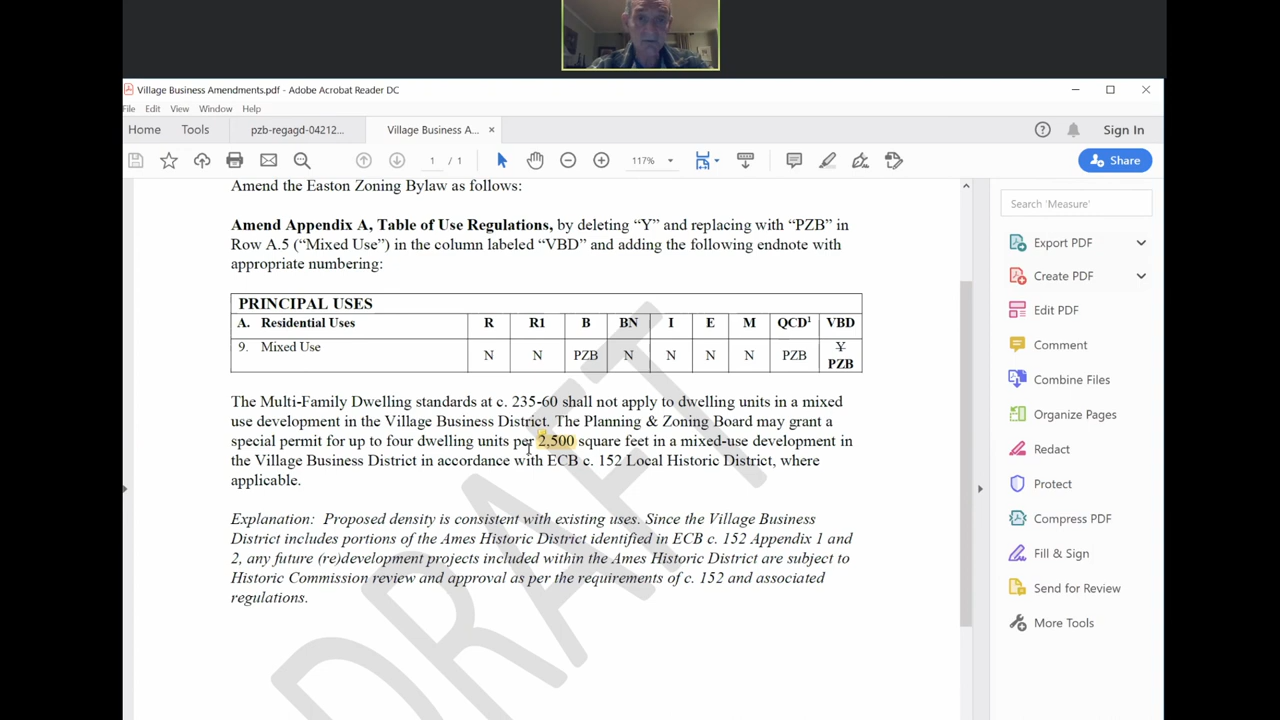 Village Business Amendments.pdf - Adobe Acrobat Reader DC
File Edit View Window Help
Home Tools pzb-regagd-04212... Village Business A... ×
Sign In
1 / 1 117%
Share
Search 'Measure'
Export PDF
Create PDF
Edit PDF
Comment
Combine Files
Organize Pages
Redact
Protect
Compress PDF
Fill & Sign
Send for Review
More Tools
Amend the Easton Zoning Bylaw as follows:
Amend Appendix A, Table of Use Regulations, by deleting “Y” and replacing with “PZB” in
Row A.5 (“Mixed Use”) in the column labeled “VBD” and adding the following endnote with
appropriate numbering:
PRINCIPAL USES
A. Residential Uses R R1 B BN I E M QCD¹ VBD
9. Mixed Use N N PZB N N N N PZB Y
PZB
The Multi-Family Dwelling standards at c. 235-60 shall not apply to dwelling units in a mixed
use development in the Village Business District. The Planning & Zoning Board may grant a
special permit for up to four dwelling units per 2,500 square feet in a mixed-use development in
the Village Business District in accordance with ECB c. 152 Local Historic District, where
applicable.
Explanation: Proposed density is consistent with existing uses. Since the Village Business
District includes portions of the Ames Historic District identified in ECB c. 152 Appendix 1 and
2, any future (re)development projects included within the Ames Historic District are subject to
Historic Commission review and approval as per the requirements of c. 152 and associated
regulations.
DRAFT